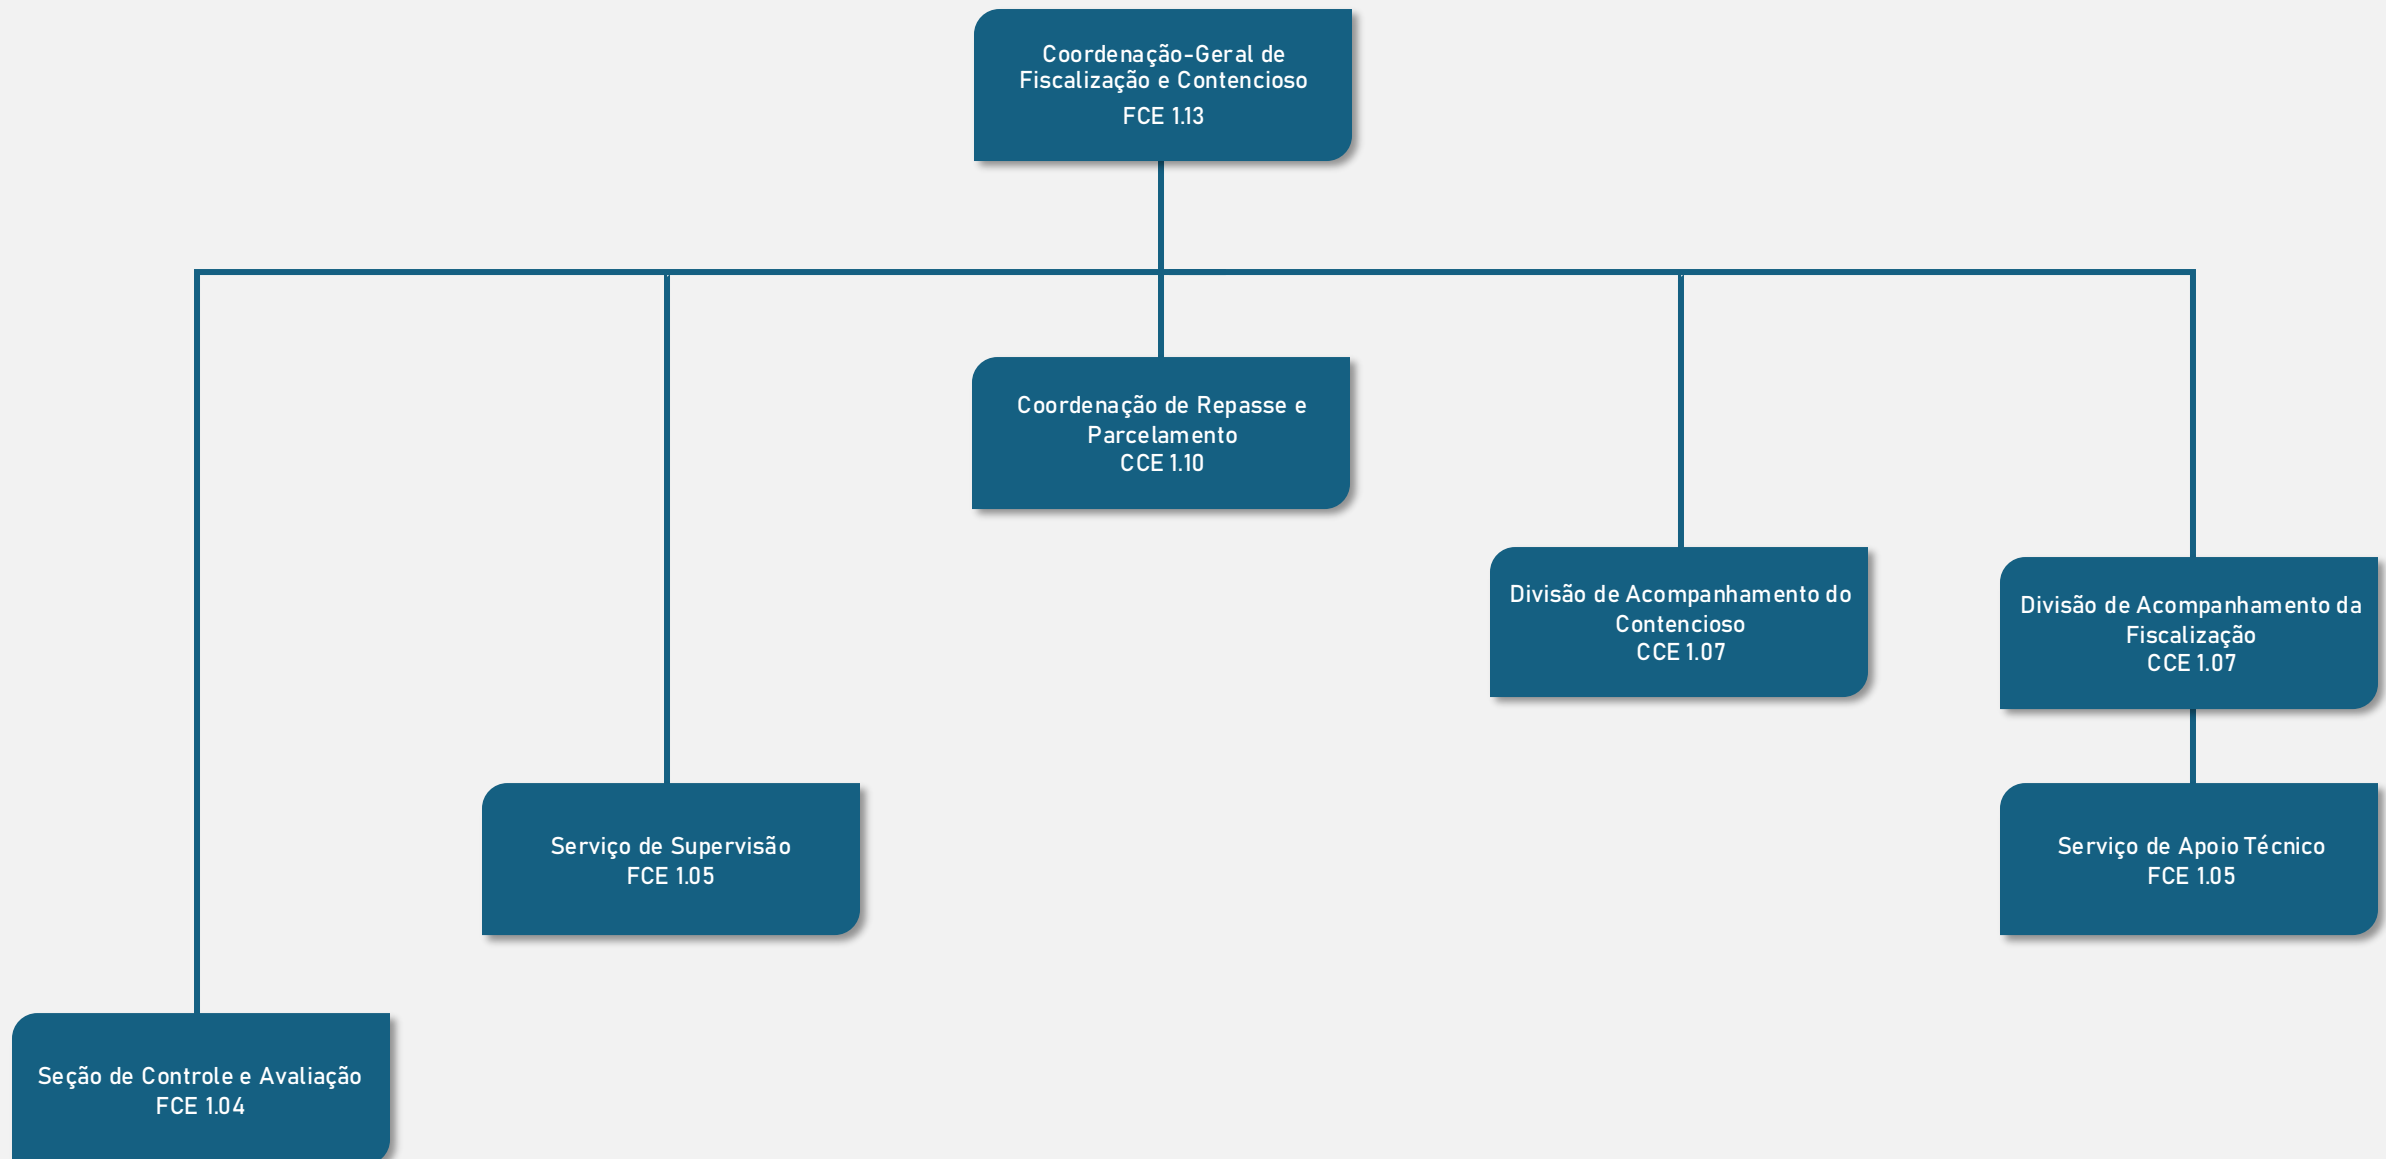 Coordenação-Geral de
Fiscalização e Contencioso
FCE 1.13
Coordenação de Repasse e
Parcelamento
CCE 1.10
Divisão de Acompanhamento do
Contencioso
CCE 1.07
Divisão de Acompanhamento da
Fiscalização
CCE 1.07
Serviço de Supervisão
FCE 1.05
Serviço de Apoio Técnico
FCE 1.05
Seção de Controle e Avaliação
FCE 1.04